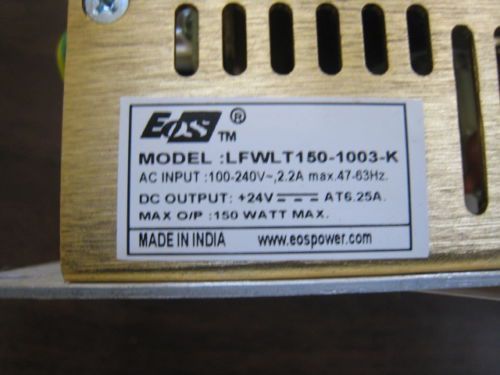 EOS ® ™
MODEL :LFWLT150-1003-K
AC INPUT :100-240V~,2.2A max.47-63Hz.
DC OUTPUT: +24V⎓ AT6.25A.
MAX O/P :150 WATT MAX.
MADE IN INDIA www.eospower.com